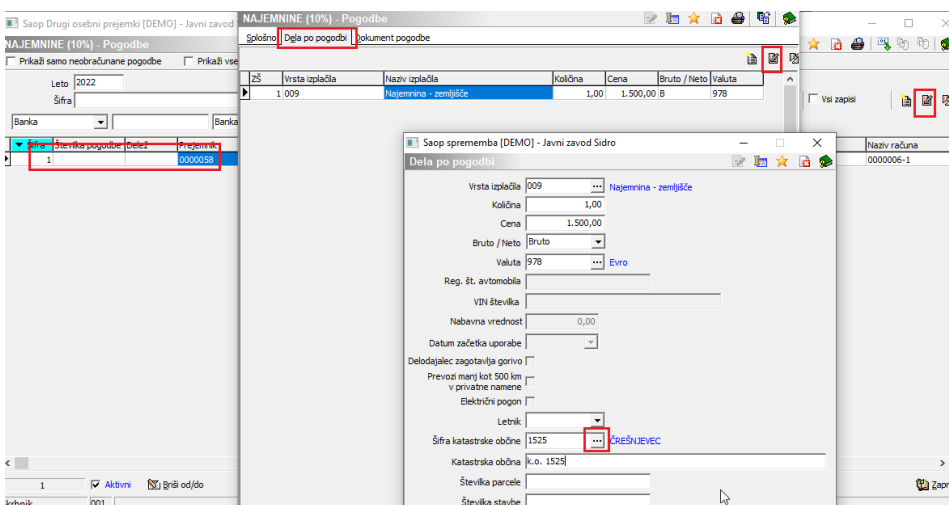 Saop Drugi osebni prejemki [DEMO] - Javni zavod
NAJEMNINE (10%) - Pogodbe
Prikaži samo neobračunane pogodbe
Prikaži vse
Leto 2022
Šifra
Banka
Banka
Šifra Številka pogodbe Delež Prejemnik
1 0000058
1 Aktivni Briši od/do
001
NAJEMNINE (10%) - Pogodbe
Splošno Dela po pogodbi Dokument pogodbe
ZŠ Vrsta izplačila Naziv izplačila Količina Cena Bruto / Neto Valuta
1 009 Najemnina - zemljišče 1,00 1.500,00 B 978
Saop sprememba [DEMO] - Javni zavod Sidro
Dela po pogodbi
Vrsta izplačila 009 ... Najemnina - zemljišče
Količina 1,00
Cena 1.500,00
Bruto / Neto Bruto
Valuta 978 ... Evro
Reg. št. avtomobila
VIN številka
Nabavna vrednost 0,00
Datum začetka uporabe
Delodajalec zagotavlja gorivo
Prevozi manj kot 500 km
v privatne namene
Električni pogon
Letnik
Šifra katastrske občine 1525 ... ČREŠNJEVEC
Katastrska občina k.o. 1525
Številka parcele
Številka stavbe
Vsi zapisi
Naziv računa
0000006-1